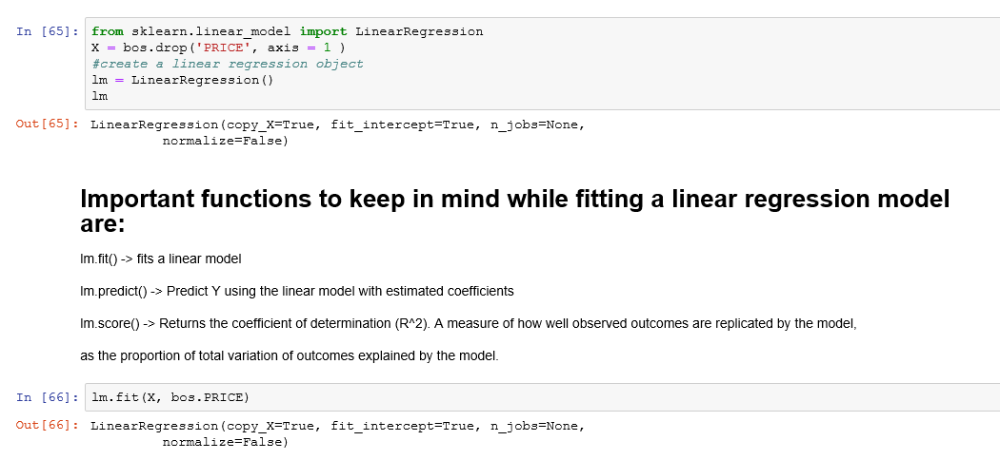 In [65]: from sklearn.linear_model import LinearRegression
X = bos.drop('PRICE', axis = 1 )
#create a linear regression object
lm = LinearRegression()
lm
Out[65]: LinearRegression(copy_X=True, fit_intercept=True, n_jobs=None,
normalize=False)
Important functions to keep in mind while fitting a linear regression model
are:
lm.fit() -> fits a linear model
lm.predict() -> Predict Y using the linear model with estimated coefficients
lm.score() -> Returns the coefficient of determination (R^2). A measure of how well observed outcomes are replicated by the model,
as the proportion of total variation of outcomes explained by the model.
In [66]: lm.fit(X, bos.PRICE)
Out[66]: LinearRegression(copy_X=True, fit_intercept=True, n_jobs=None,
normalize=False)